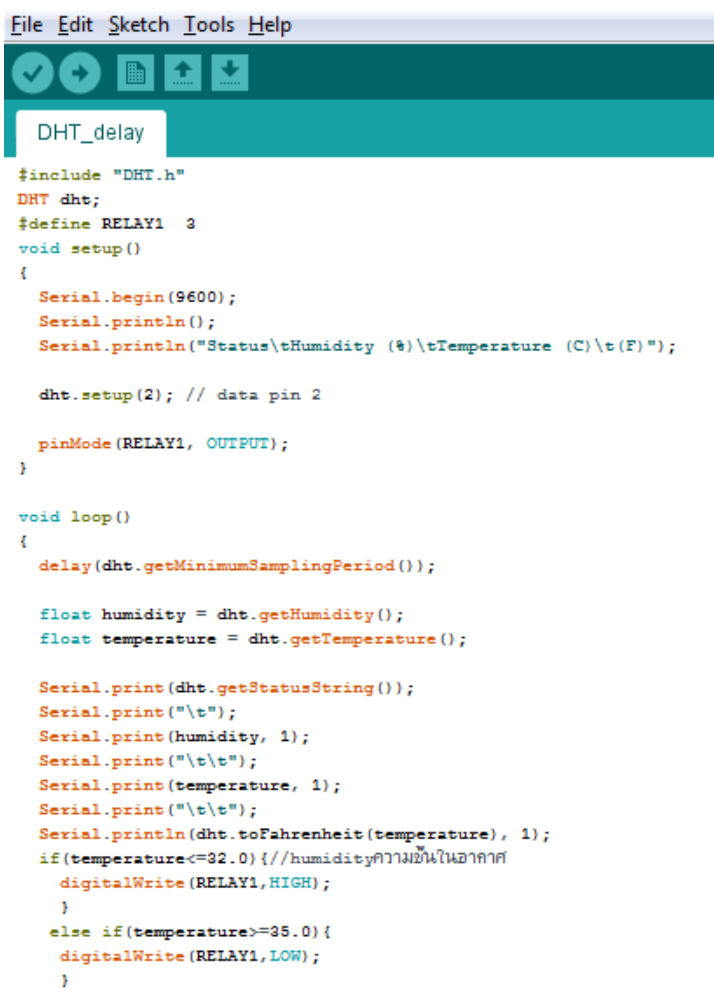 File Edit Sketch Tools Help
DHT_delay
#include "DHT.h"
DHT dht;
#define RELAY1  3
void setup()
{
  Serial.begin(9600);
  Serial.println();
  Serial.println("Status\tHumidity (%)\tTemperature (C)\t(F)");
  dht.setup(2); // data pin 2
  pinMode(RELAY1, OUTPUT);
}
void loop()
{
  delay(dht.getMinimumSamplingPeriod());
  float humidity = dht.getHumidity();
  float temperature = dht.getTemperature();
  Serial.print(dht.getStatusString());
  Serial.print("\t");
  Serial.print(humidity, 1);
  Serial.print("\t\t");
  Serial.print(temperature, 1);
  Serial.print("\t\t");
  Serial.println(dht.toFahrenheit(temperature), 1);
  if(temperature<=32.0){//humidityความชื้นในอากาศ
    digitalWrite(RELAY1,HIGH);
    }
   else if(temperature>=35.0){
    digitalWrite(RELAY1,LOW);
    }